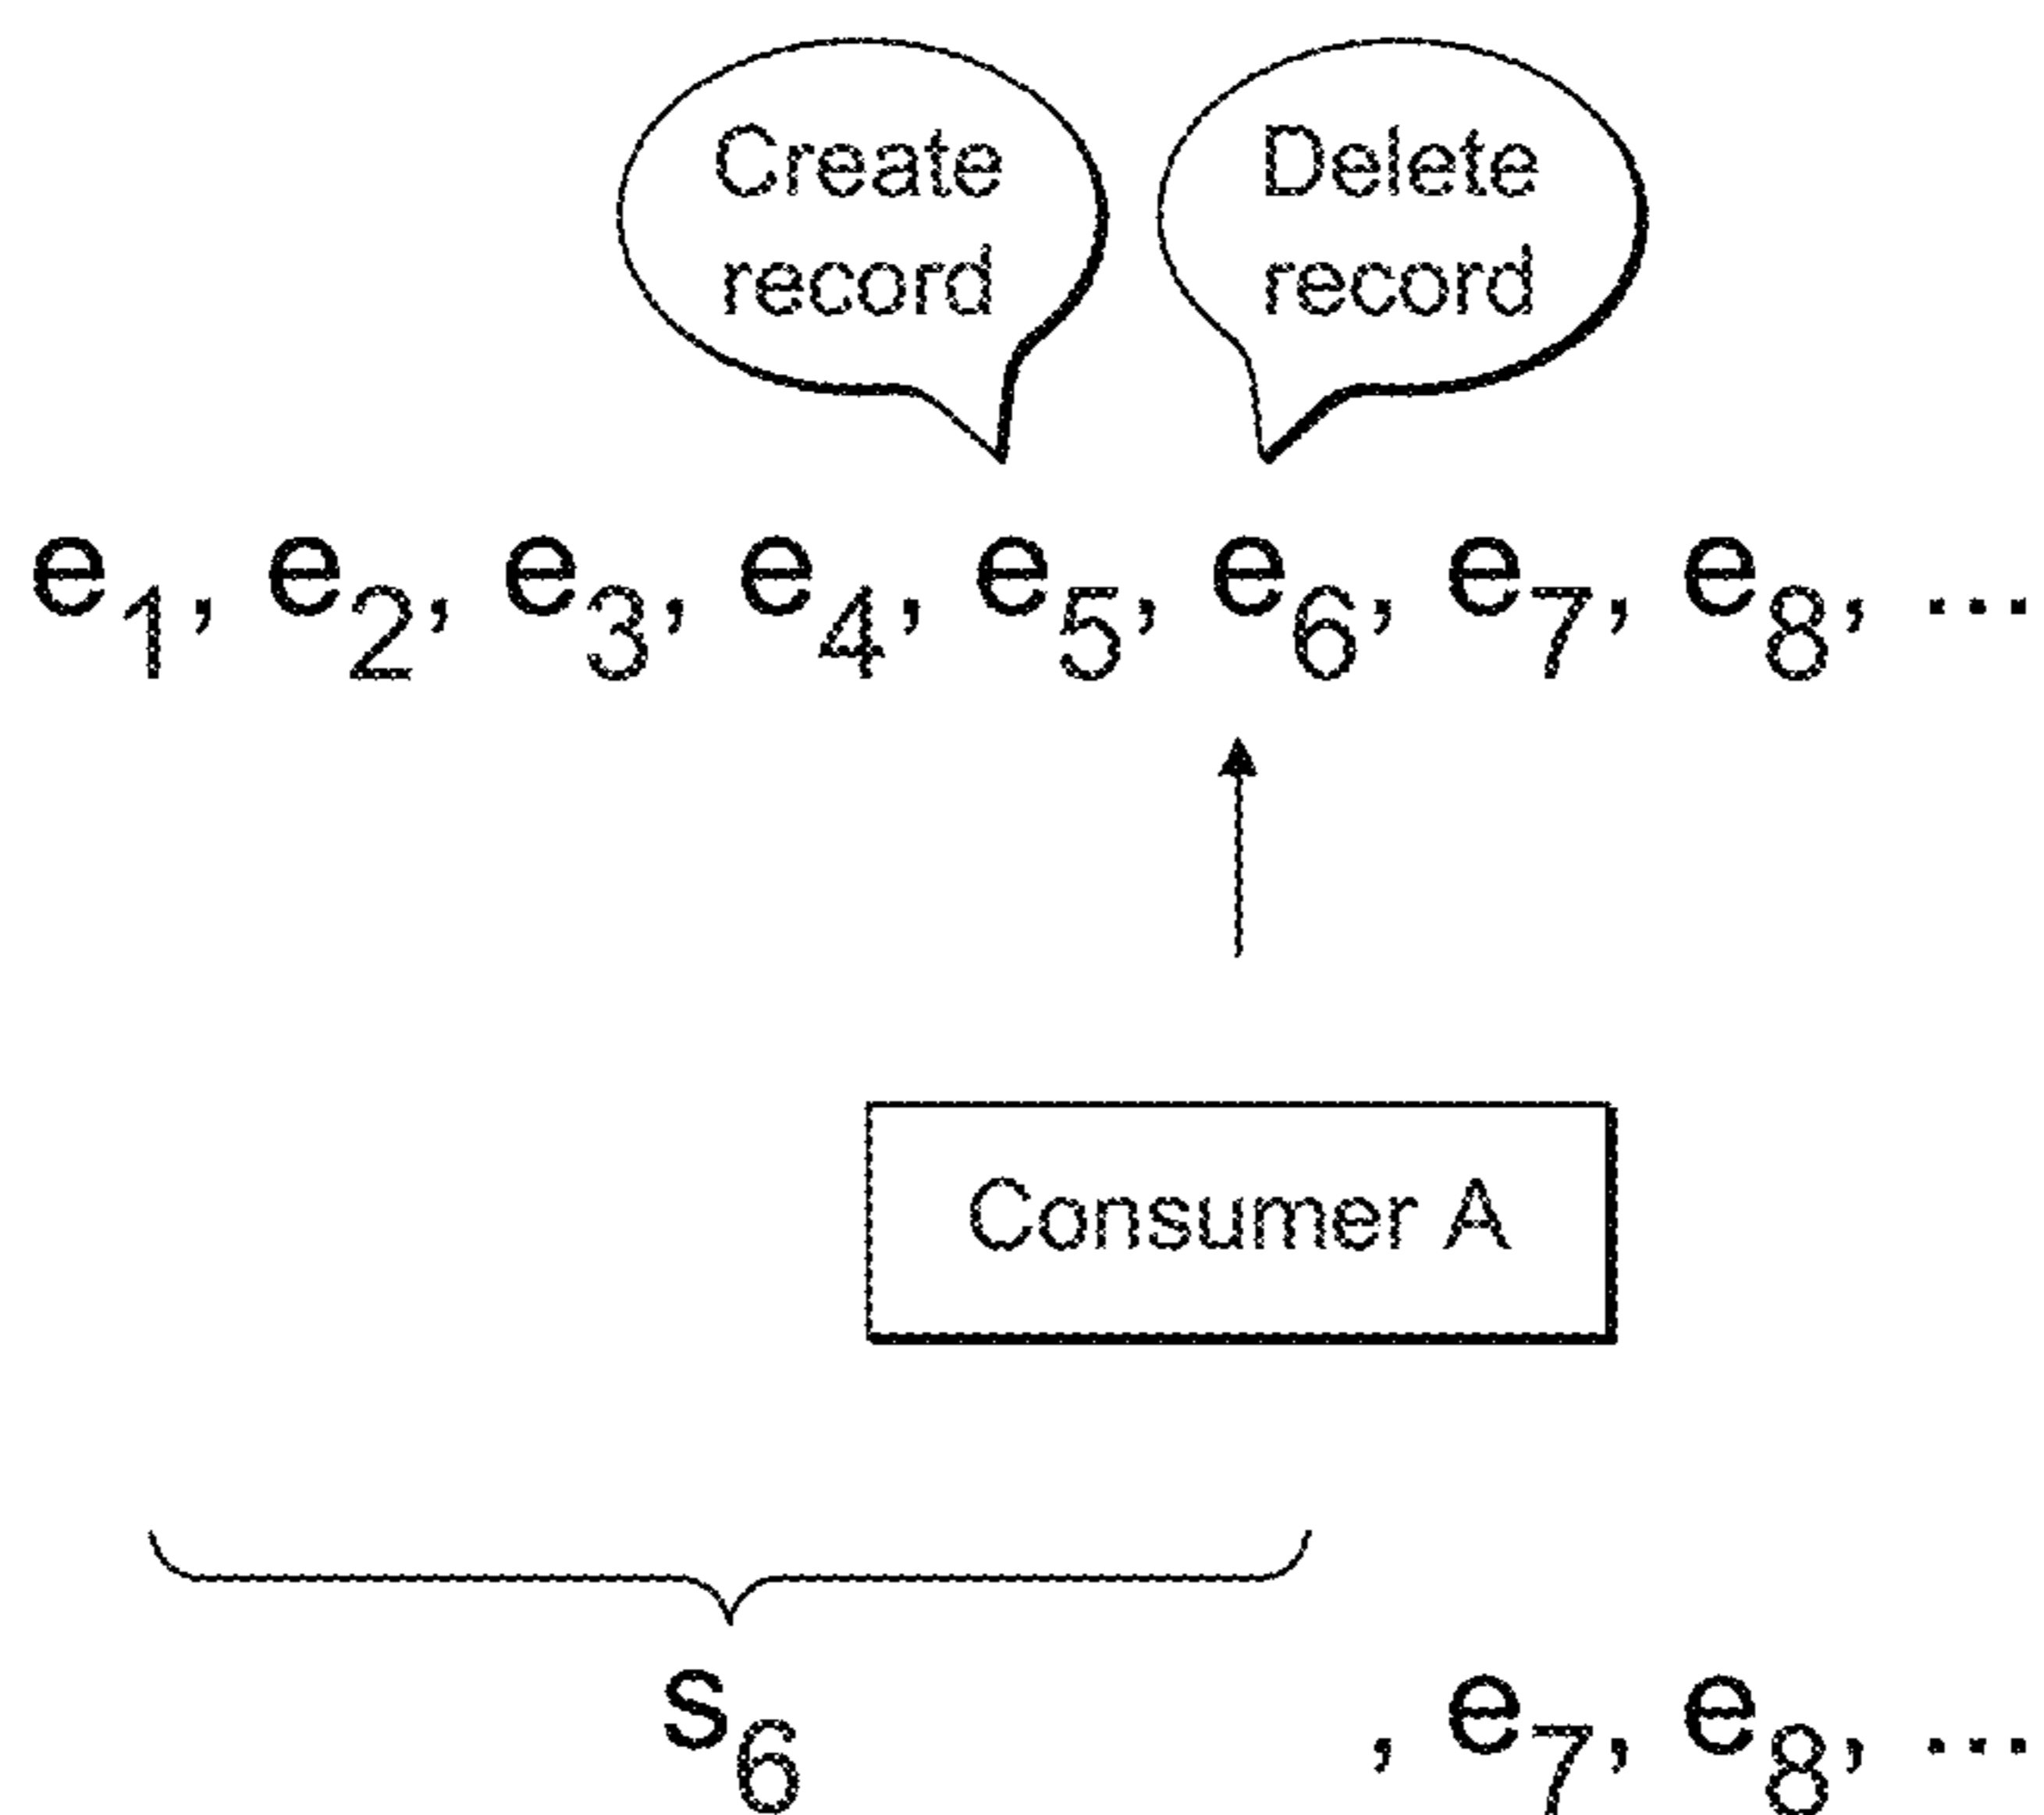 Create
record
Delete
record
e1, e2, e3, e4, e5, e6, e7, e8, ...
Consumer A
s6 , e7, e8, ...